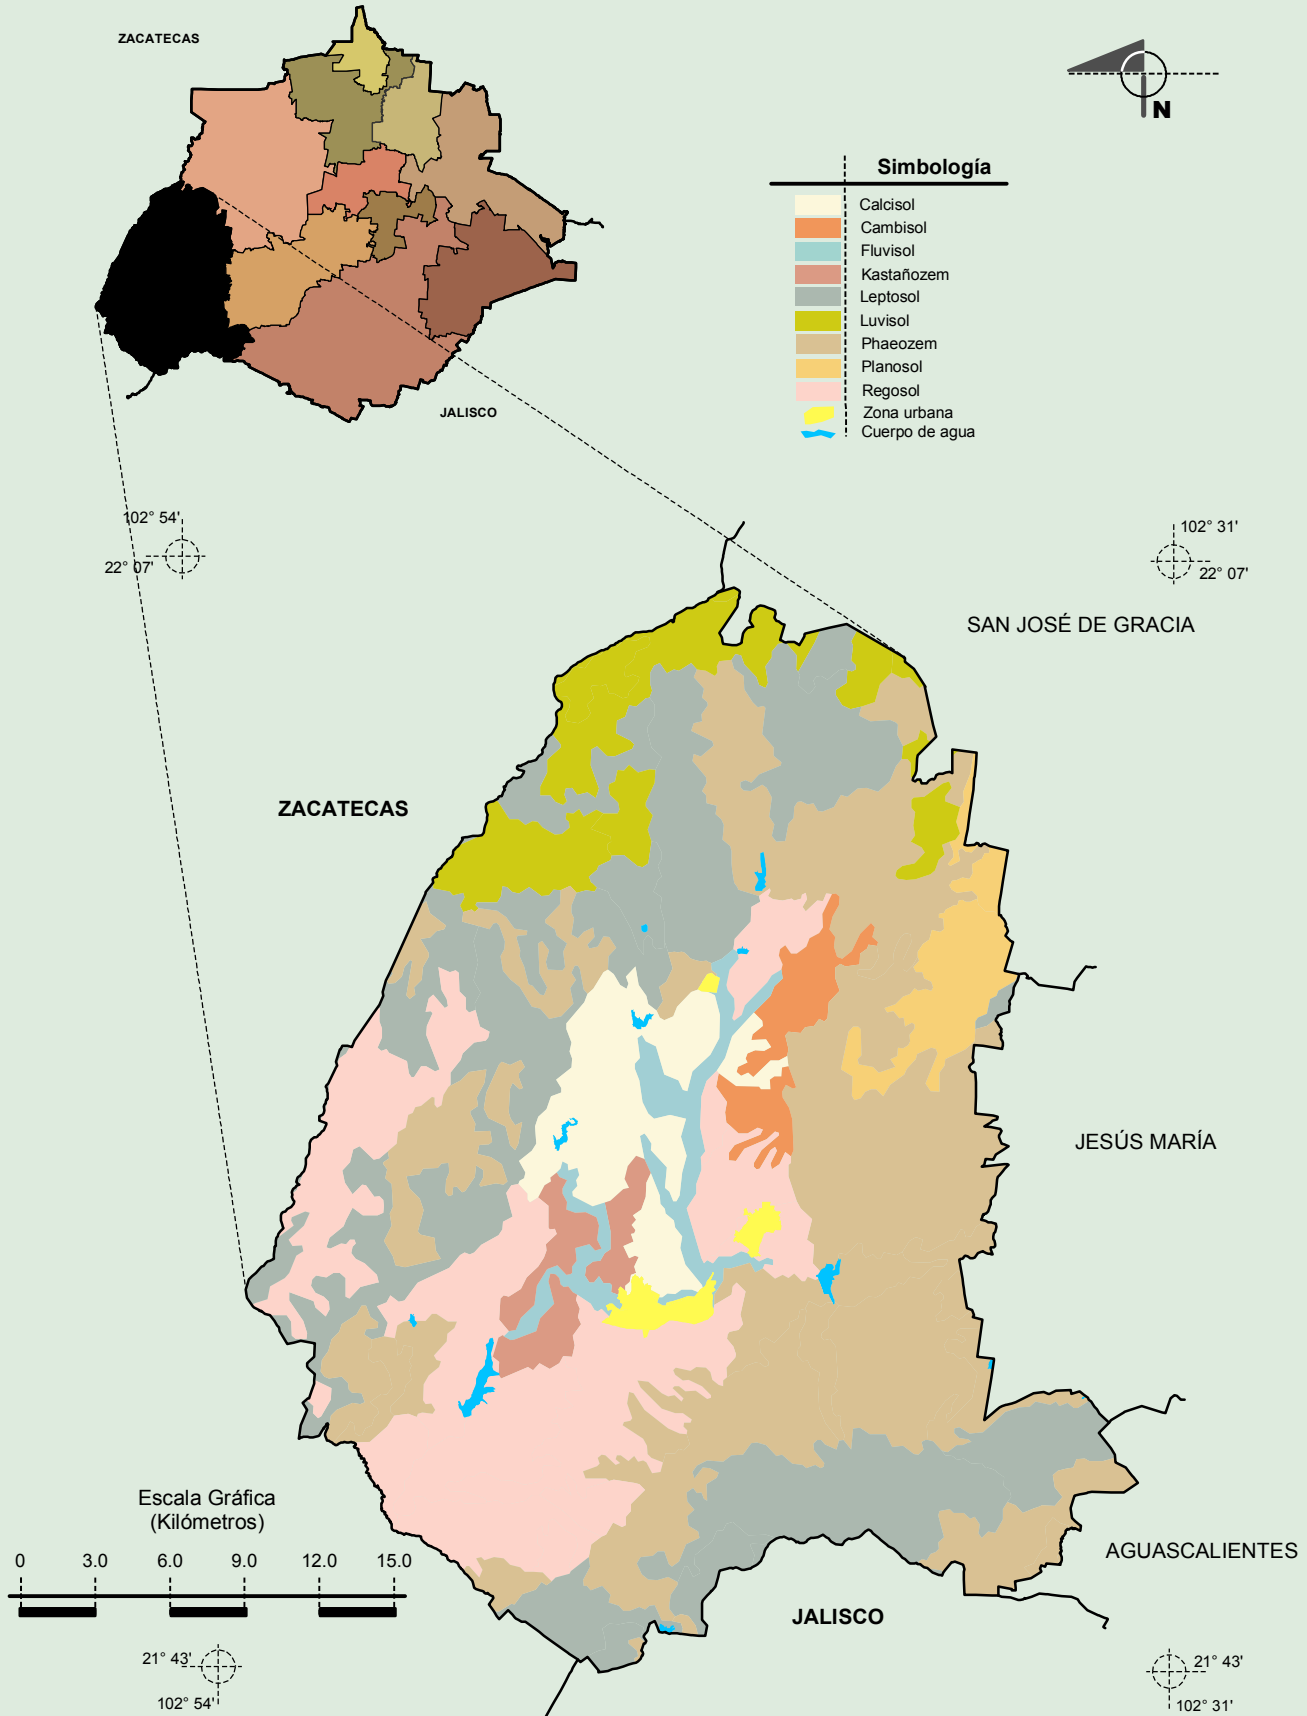 ZACATECAS
N
Simbología
Calcisol
Cambisol
Fluvisol
Kastañozem
Leptosol
Luvisol
Phaeozem
Planosol
Regosol
Zona urbana
Cuerpo de agua
JALISCO
102° 54'
22° 07'
102° 31'
22° 07'
SAN JOSÉ DE GRACIA
ZACATECAS
JESÚS MARÍA
Escala Gráfica
(Kilómetros)
0 3.0 6.0 9.0 12.0 15.0
AGUASCALIENTES
JALISCO
21° 43'
102° 54'
21° 43'
102° 31'